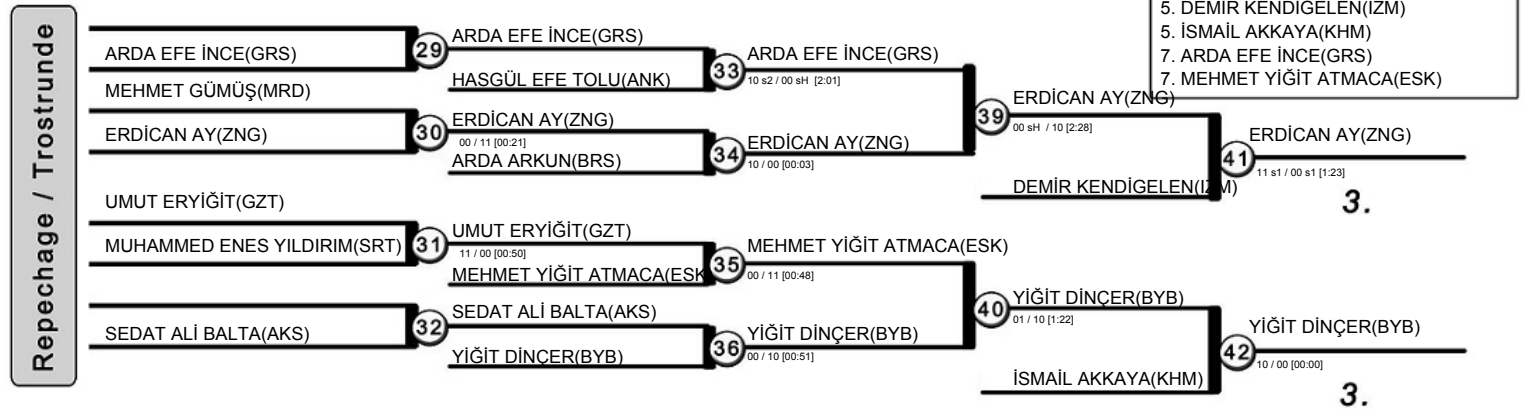 Repechage / Trostrunde
5. DEMİR KENDİGELEN(IZM)
5. İSMAİL AKKAYA(KHM)
7. ARDA EFE İNCE(GRS)
7. MEHMET YİĞİT ATMACA(ESK)
ARDA EFE İNCE(GRS)
MEHMET GÜMÜŞ(MRD)
ERDİCAN AY(ZNG)
UMUT ERYİĞİT(GZT)
MUHAMMED ENES YILDIRIM(SRT)
SEDAT ALİ BALTA(AKS)
29
30
31
32
ARDA EFE İNCE(GRS)
HASGÜL EFE TOLU(ANK)
ERDİCAN AY(ZNG)
00 / 11 [00:21]
ARDA ARKUN(BRS)
UMUT ERYİĞİT(GZT)
11 / 00 [00:50]
MEHMET YİĞİT ATMACA(ESK
SEDAT ALİ BALTA(AKS)
YİĞİT DİNÇER(BYB)
33
34
35
36
ARDA EFE İNCE(GRS)
10 s2 / 00 sH [2:01]
ERDİCAN AY(ZNG)
10 / 00 [00:03]
MEHMET YİĞİT ATMACA(ESK)
00 / 11 [00:48]
YİĞİT DİNÇER(BYB)
00 / 10 [00:51]
39
40
ERDİCAN AY(ZNG)
00 sH / 10 [2:28]
DEMİR KENDİGELEN(IZM)
YİĞİT DİNÇER(BYB)
01 / 10 [1:22]
İSMAİL AKKAYA(KHM)
41
42
ERDİCAN AY(ZNG)
11 s1 / 00 s1 [1:23]
3.
YİĞİT DİNÇER(BYB)
10 / 00 [00:00]
3.